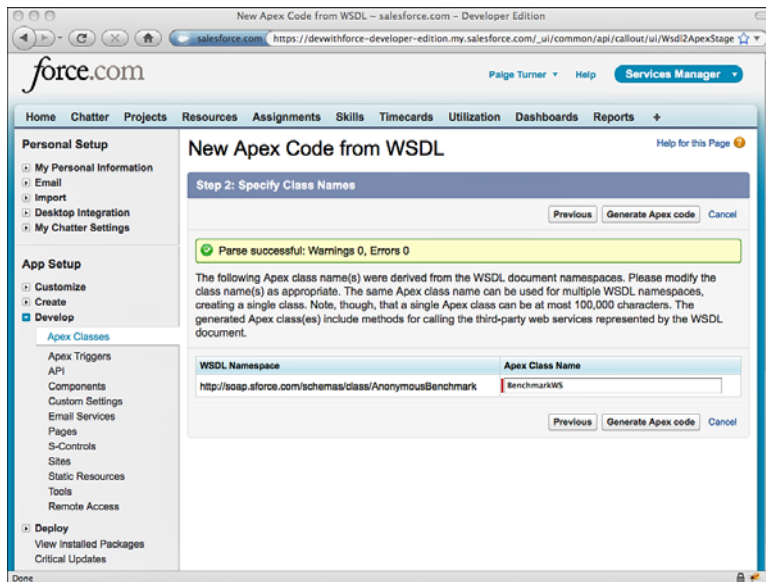 New Apex Code from WSDL ~ salesforce.com – Developer Edition
salesforce.com https://devwithforce-developer-edition.my.salesforce.com/_ui/common/api/callout/ui/Wsdl2ApexStage
force.com
Paige Turner Help Services Manager
Home Chatter Projects Resources Assignments Skills Timecards Utilization Dashboards Reports +
Personal Setup
My Personal Information
Email
Import
Desktop Integration
My Chatter Settings
App Setup
Customize
Create
Develop
Apex Classes
Apex Triggers
API
Components
Custom Settings
Email Services
Pages
S-Controls
Sites
Static Resources
Tools
Remote Access
Deploy
View Installed Packages
Critical Updates
New Apex Code from WSDL
Help for this Page ?
Step 2: Specify Class Names
Previous Generate Apex code Cancel
Parse successful: Warnings 0, Errors 0
The following Apex class name(s) were derived from the WSDL document namespaces. Please modify the
class name(s) as appropriate. The same Apex class name can be used for multiple WSDL namespaces,
creating a single class. Note, though, that a single Apex class can be at most 100,000 characters. The
generated Apex class(es) include methods for calling the third-party web services represented by the WSDL
document.
WSDL Namespace Apex Class Name
http://soap.sforce.com/schemas/class/AnonymousBenchmark BenchmarkWS
Previous Generate Apex code Cancel
Done